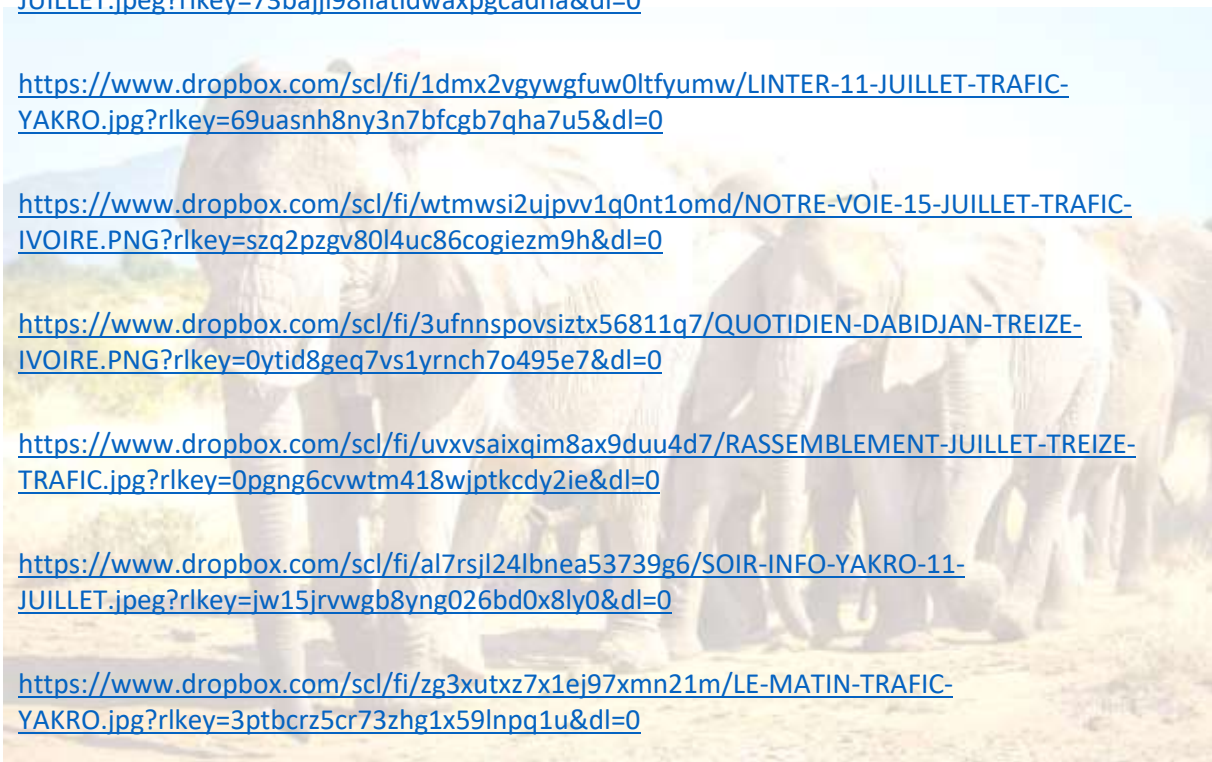 https://www.dropbox.com/scl/fi/1dmx2vgywgfuw0ltfyumw/LINTER-11-JUILLET-TRAFIC-
YAKRO.jpg?rlkey=69uasnh8ny3n7bfcgb7qha7u5&dl=0
https://www.dropbox.com/scl/fi/wtmwsi2ujpvv1q0nt1omd/NOTRE-VOIE-15-JUILLET-TRAFIC-
IVOIRE.PNG?rlkey=szq2pzgv80l4uc86cogiezm9h&dl=0
https://www.dropbox.com/scl/fi/3ufnnspovsiztx56811q7/QUOTIDIEN-DABIDJAN-TREIZE-
IVOIRE.PNG?rlkey=0ytid8geq7vs1yrnch7o495e7&dl=0
https://www.dropbox.com/scl/fi/uvxvsaixqim8ax9duu4d7/RASSEMBLEMENT-JUILLET-TREIZE-
TRAFIC.jpg?rlkey=0pgng6cvwtm418wjptkcdy2ie&dl=0
https://www.dropbox.com/scl/fi/al7rsjl24lbnea53739g6/SOIR-INFO-YAKRO-11-
JUILLET.jpeg?rlkey=jw15jrvwgb8yng026bd0x8ly0&dl=0
https://www.dropbox.com/scl/fi/zg3xutxz7x1ej97xmn21m/LE-MATIN-TRAFIC-
YAKRO.jpg?rlkey=3ptbcrz5cr73zhg1x59lnpq1u&dl=0